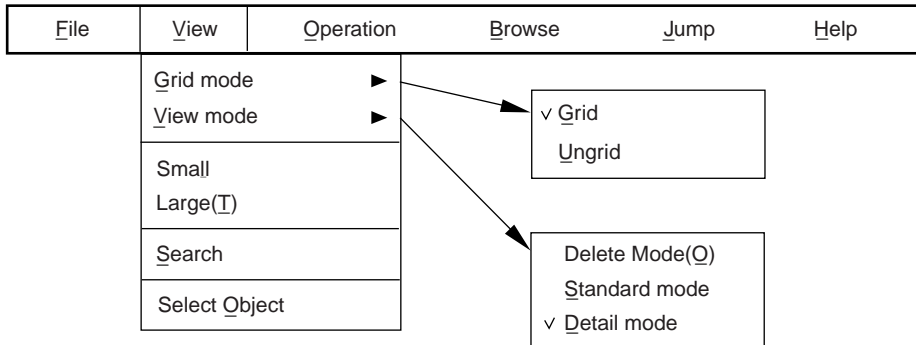 File View Operation Browse Jump Help
Grid mode
View mode
Small
Large(T)
Search
Select Object
Grid
Ungrid
Delete Mode(O)
Standard mode
Detail mode